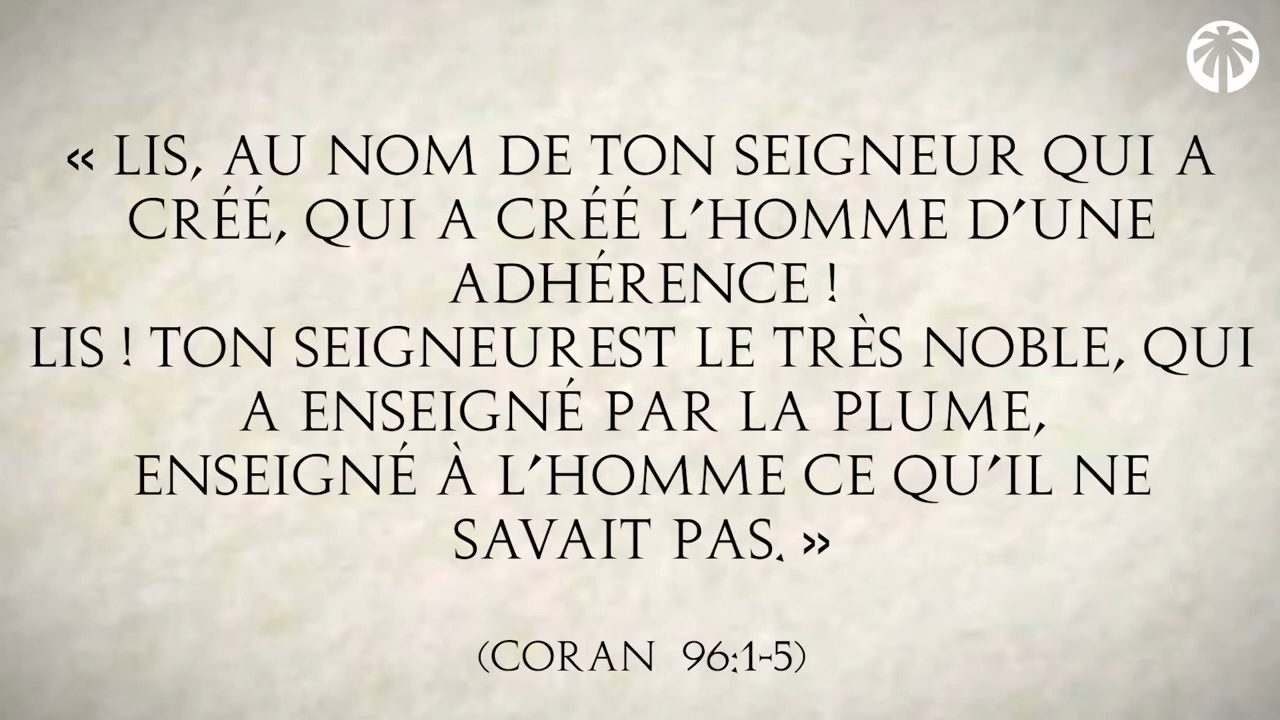 « LIS, AU NOM DE TON SEIGNEUR QUI A
CRÉÉ, QUI A CRÉÉ L'HOMME D'UNE
ADHÉRENCE !
LIS ! TON SEIGNEUREST LE TRÈS NOBLE, QUI
A ENSEIGNÉ PAR LA PLUME,
ENSEIGNÉ À L'HOMME CE QU'IL NE
SAVAIT PAS. »
(CORAN 96:1-5)